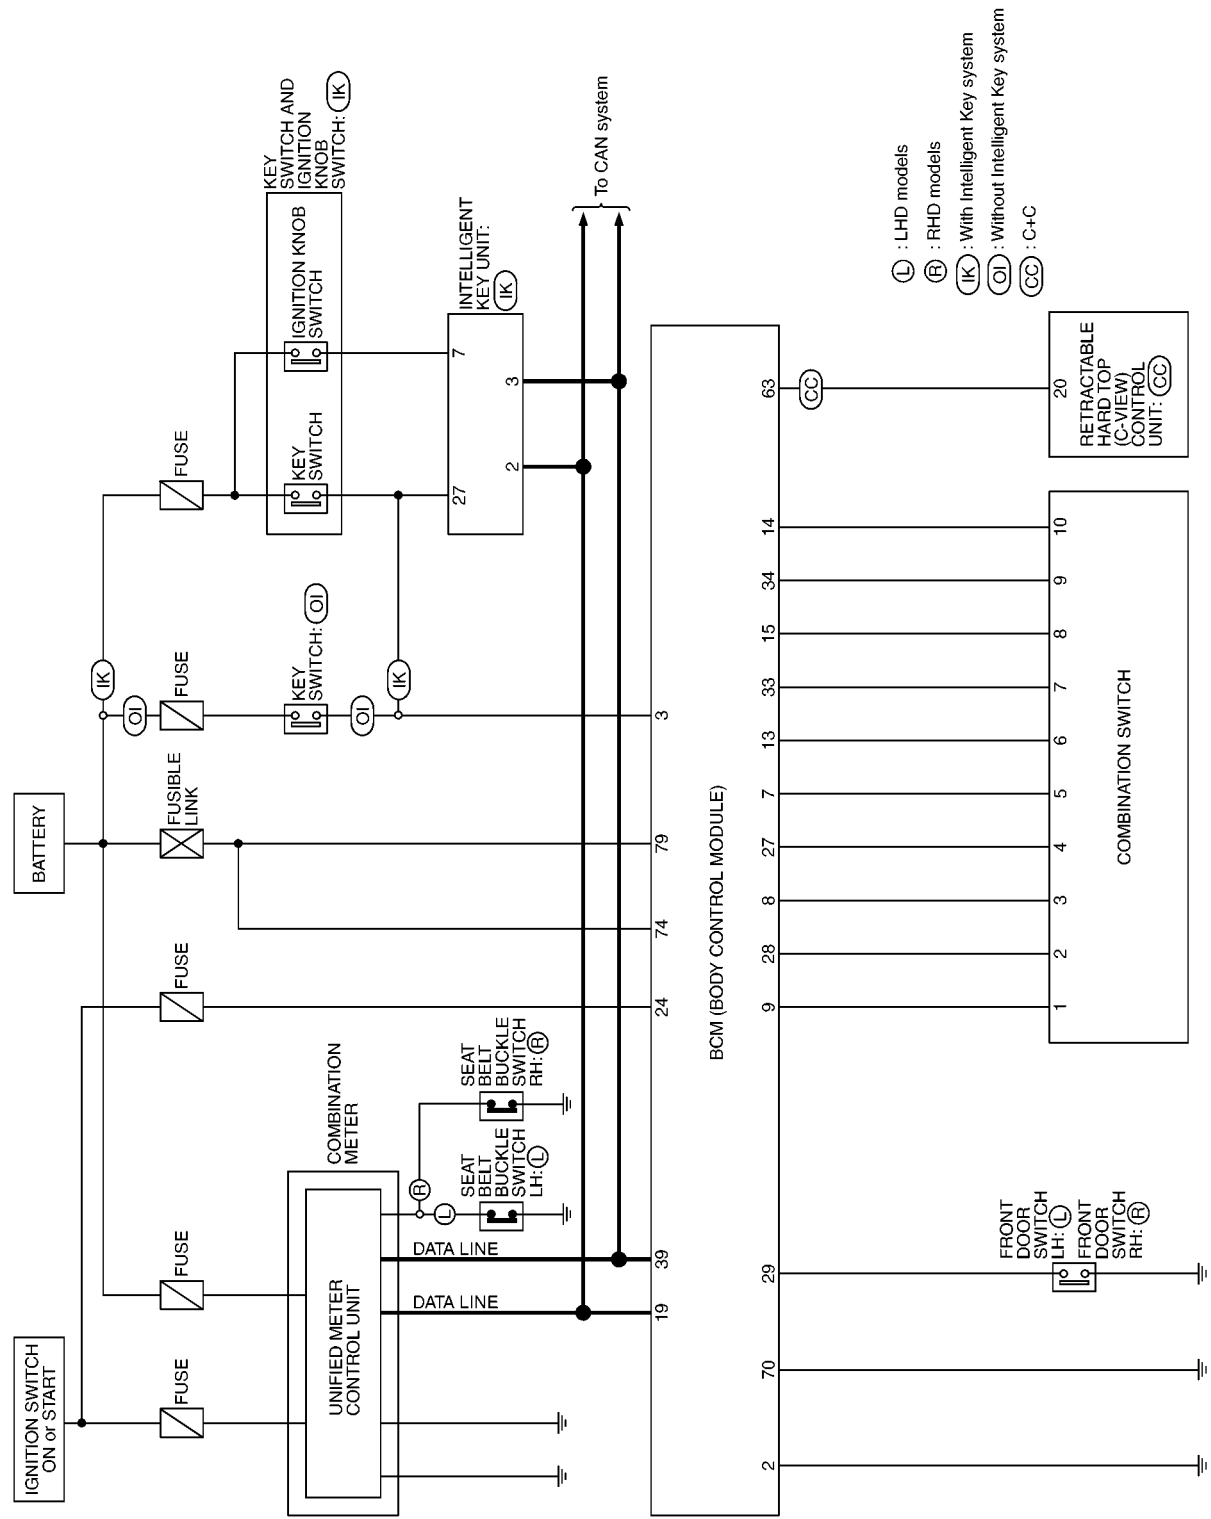 IGNITION SWITCH
ON or START
BATTERY
FUSE
FUSE
FUSE
FUSIBLE
LINK
FUSE
FUSE
OI
IK
KEY
SWITCH: OI
OI
IK
KEY
SWITCH AND
IGNITION
KNOB
SWITCH: IK
KEY
SWITCH
IGNITION KNOB
SWITCH
COMBINATION
METER
UNIFIED METER
CONTROL UNIT
DATA LINE
DATA LINE
L
R
SEAT
BELT
BUCKLE
SWITCH
LH: L
SEAT
BELT
BUCKLE
SWITCH
RH: R
INTELLIGENT
KEY UNIT:
IK
27
7
2
3
To CAN system
19
39
24
74
79
3
BCM (BODY CONTROL MODULE)
2
70
29
9
28
8
27
7
13
33
15
34
14
63
CC
FRONT
DOOR
SWITCH
LH: L
FRONT
DOOR
SWITCH
RH: R
1
2
3
4
5
6
7
8
9
10
COMBINATION SWITCH
20
RETRACTABLE
HARD TOP
(C-VIEW)
CONTROL
UNIT: CC
L : LHD models
R : RHD models
IK : With Intelligent Key system
OI : Without Intelligent Key system
CC : C+C